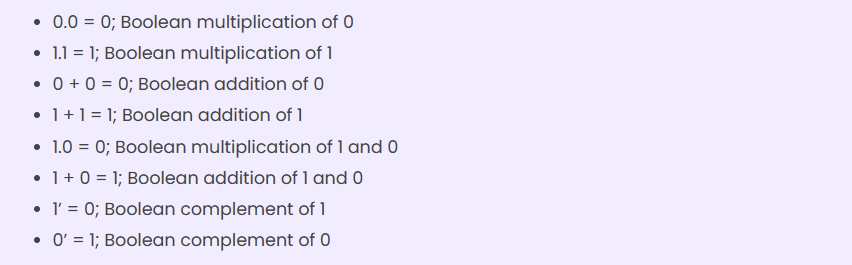 • 0.0 = 0; Boolean multiplication of 0
• 1.1 = 1; Boolean multiplication of 1
• 0 + 0 = 0; Boolean addition of 0
• 1 + 1 = 1; Boolean addition of 1
• 1.0 = 0; Boolean multiplication of 1 and 0
• 1 + 0 = 1; Boolean addition of 1 and 0
• 1’ = 0; Boolean complement of 1
• 0’ = 1; Boolean complement of 0